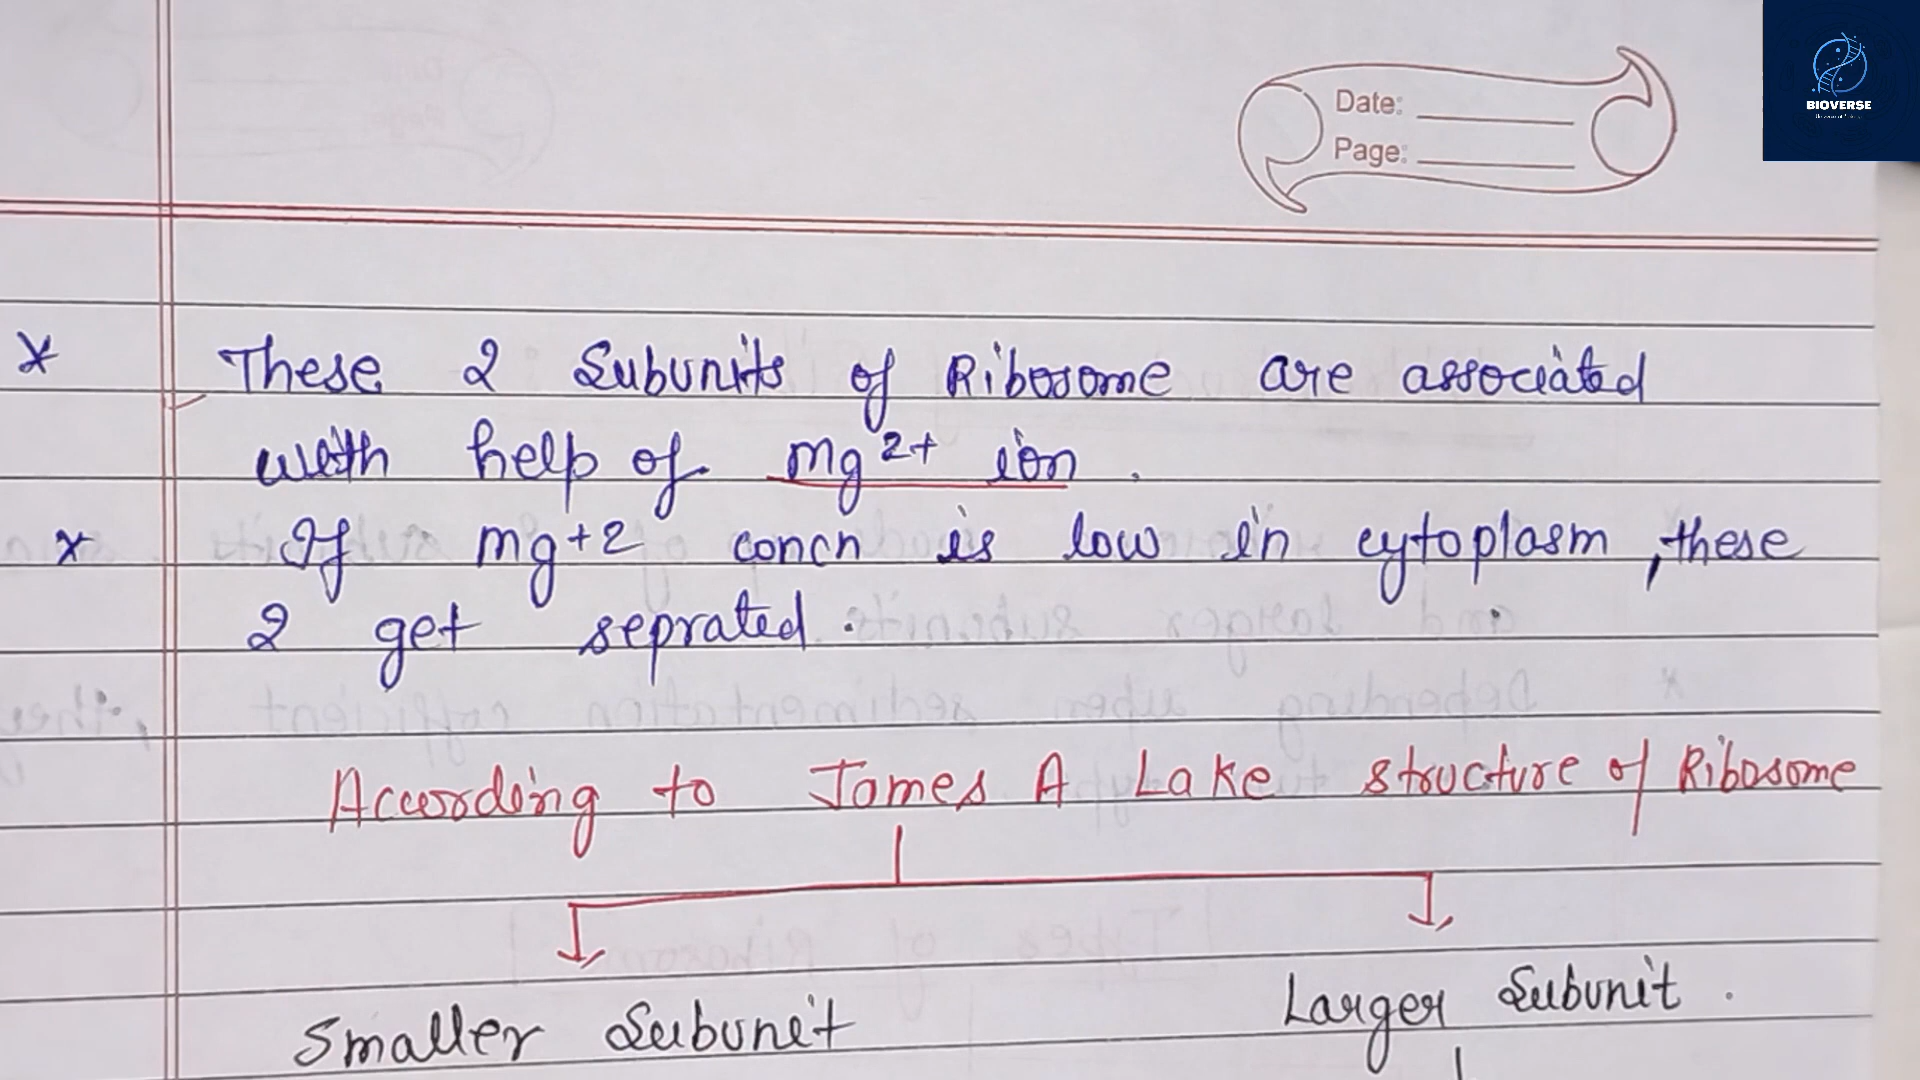 Date:
Page:
BIOVERSE
* These 2 Subunits of Ribosome are associated
with help of mg2+ ion .
* If mg+2 concn is low in cytoplasm , these
2 get seprated .
According to James A Lake structure of Ribosome
Smaller Subunit
Larger Subunit .